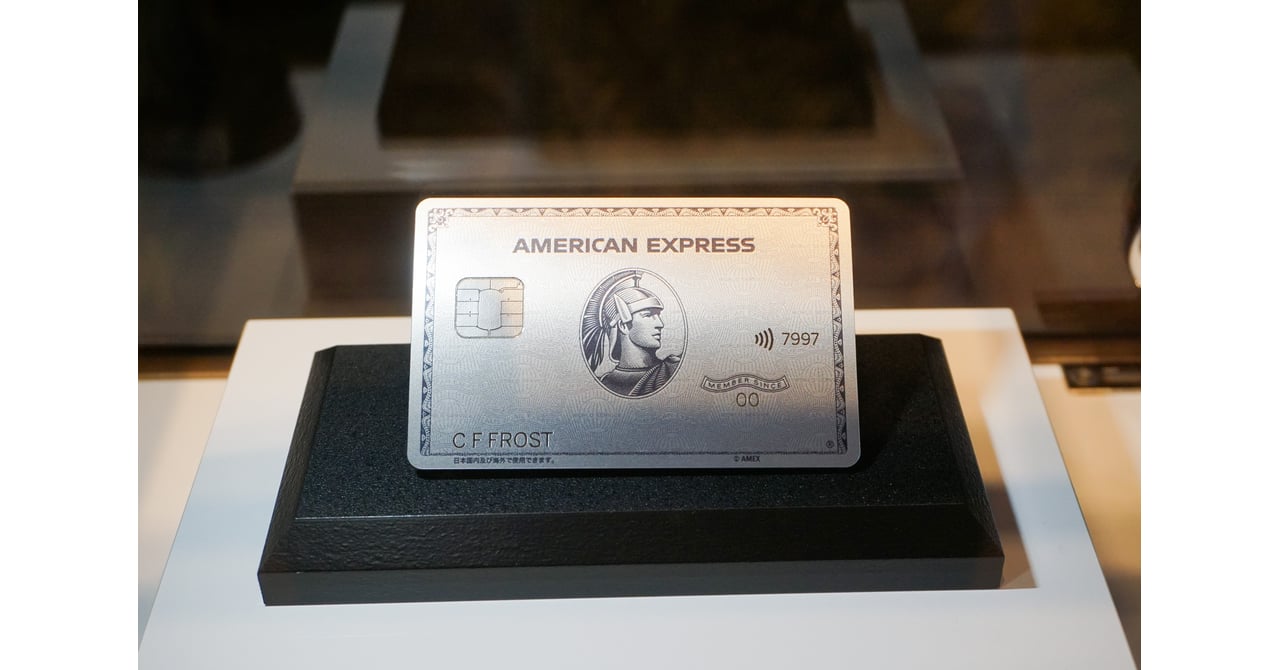 AMERICAN EXPRESS
7997
MEMBER SINCE
00
C F FROST
日本国内及び海外で使用できます。
© AMEX
®